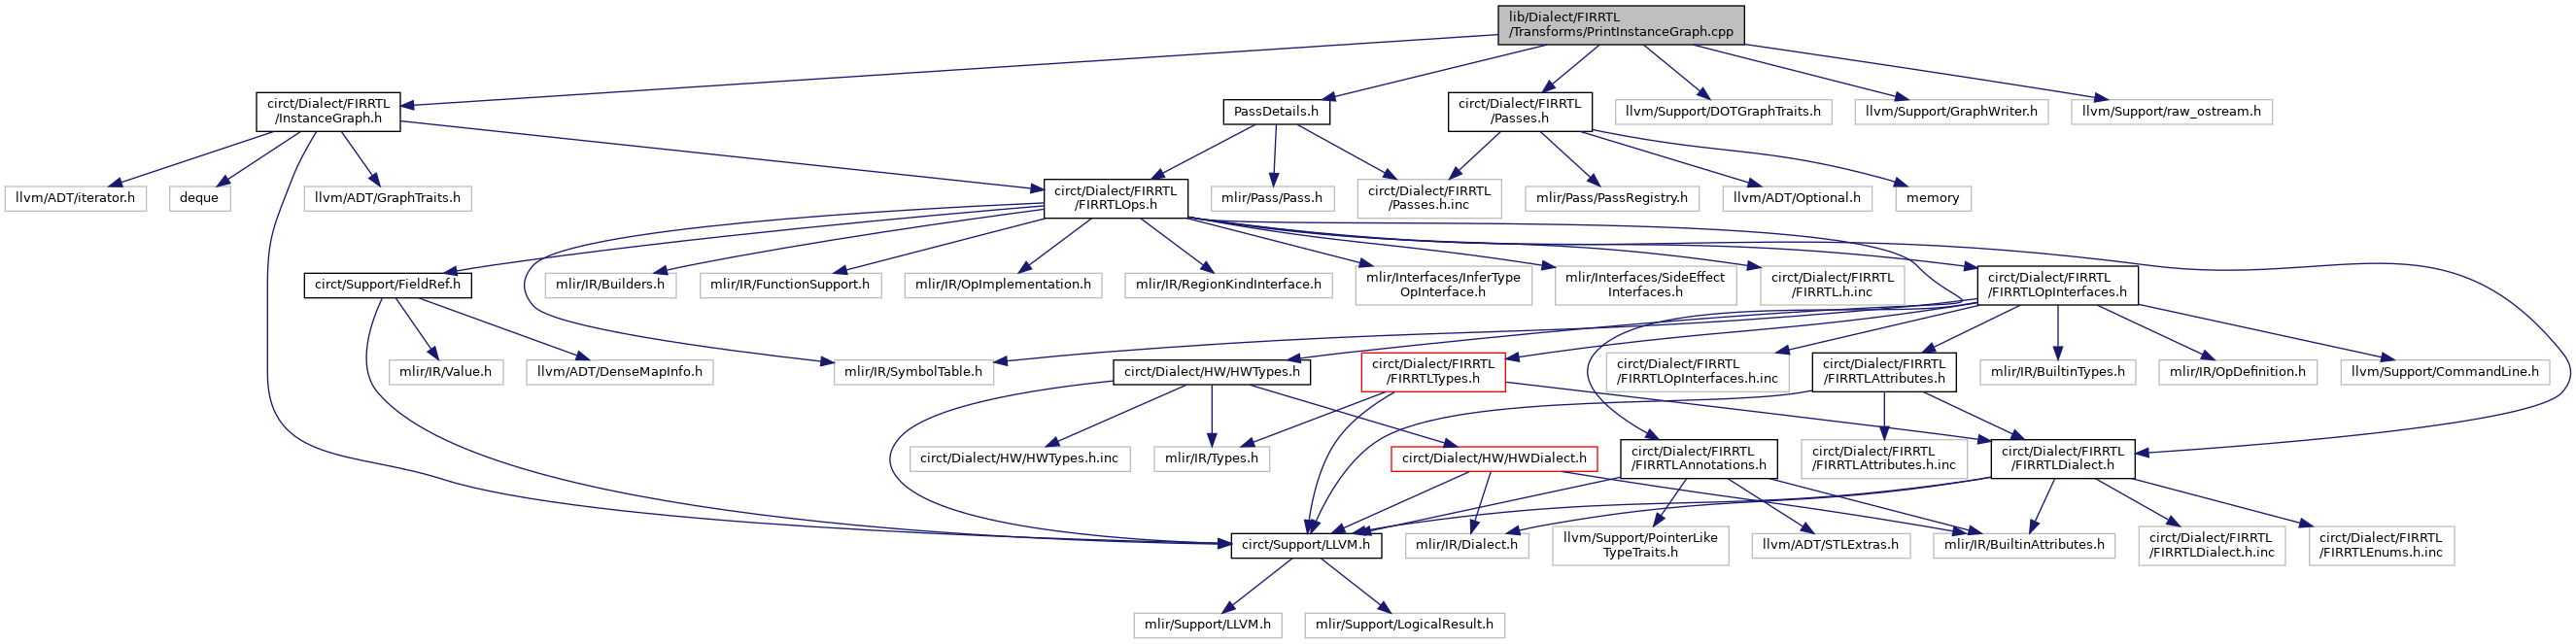 lib/Dialect/FIRRTL
/Transforms/PrintInstanceGraph.cpp
circt/Dialect/FIRRTL
/InstanceGraph.h
PassDetails.h
circt/Dialect/FIRRTL
/Passes.h
llvm/Support/DOTGraphTraits.h
llvm/Support/GraphWriter.h
llvm/Support/raw_ostream.h
llvm/ADT/iterator.h
deque
llvm/ADT/GraphTraits.h
circt/Dialect/FIRRTL
/FIRRTLOps.h
mlir/Pass/Pass.h
circt/Dialect/FIRRTL
/Passes.h.inc
mlir/Pass/PassRegistry.h
llvm/ADT/Optional.h
memory
circt/Support/FieldRef.h
mlir/IR/Builders.h
mlir/IR/FunctionSupport.h
mlir/IR/OpImplementation.h
mlir/IR/RegionKindInterface.h
mlir/Interfaces/InferType
OpInterface.h
mlir/Interfaces/SideEffect
Interfaces.h
circt/Dialect/FIRRTL
/FIRRTL.h.inc
circt/Dialect/FIRRTL
/FIRRTLOpInterfaces.h
mlir/IR/Value.h
llvm/ADT/DenseMapInfo.h
mlir/IR/SymbolTable.h
circt/Dialect/HW/HWTypes.h
circt/Dialect/FIRRTL
/FIRRTLTypes.h
circt/Dialect/FIRRTL
/FIRRTLOpInterfaces.h.inc
circt/Dialect/FIRRTL
/FIRRTLAttributes.h
mlir/IR/BuiltinTypes.h
mlir/IR/OpDefinition.h
llvm/Support/CommandLine.h
circt/Dialect/HW/HWTypes.h.inc
mlir/IR/Types.h
circt/Dialect/HW/HWDialect.h
circt/Dialect/FIRRTL
/FIRRTLAnnotations.h
circt/Dialect/FIRRTL
/FIRRTLAttributes.h.inc
circt/Dialect/FIRRTL
/FIRRTLDialect.h
circt/Support/LLVM.h
mlir/IR/Dialect.h
llvm/Support/PointerLike
TypeTraits.h
llvm/ADT/STLExtras.h
mlir/IR/BuiltinAttributes.h
circt/Dialect/FIRRTL
/FIRRTLDialect.h.inc
circt/Dialect/FIRRTL
/FIRRTLEnums.h.inc
mlir/Support/LLVM.h
mlir/Support/LogicalResult.h